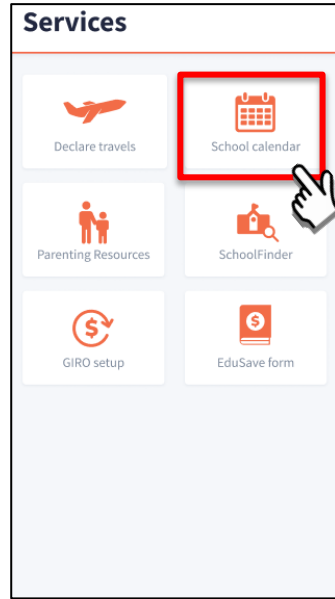 Services
Declare travels
School calendar
Parenting Resources
SchoolFinder
$
GIRO setup
$
EduSave form